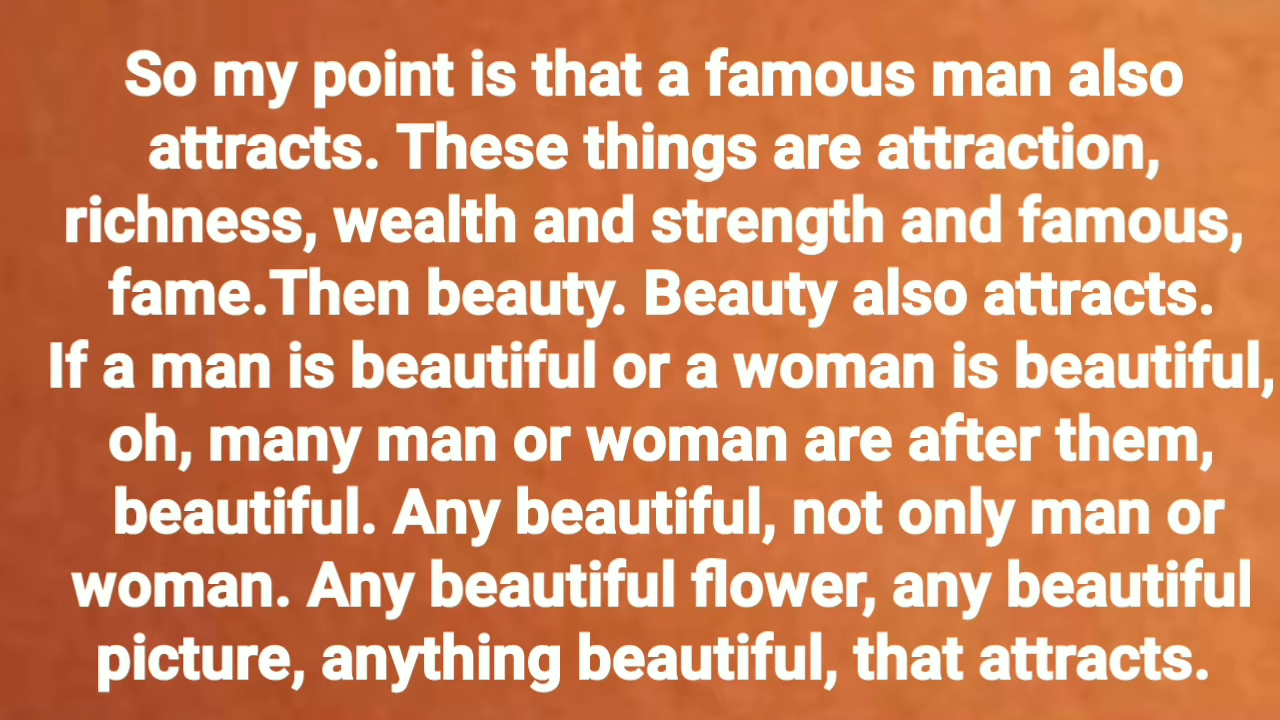 So my point is that a famous man also
attracts. These things are attraction,
richness, wealth and strength and famous,
fame.Then beauty. Beauty also attracts.
If a man is beautiful or a woman is beautiful,
oh, many man or woman are after them,
beautiful. Any beautiful, not only man or
woman. Any beautiful flower, any beautiful
picture, anything beautiful, that attracts.